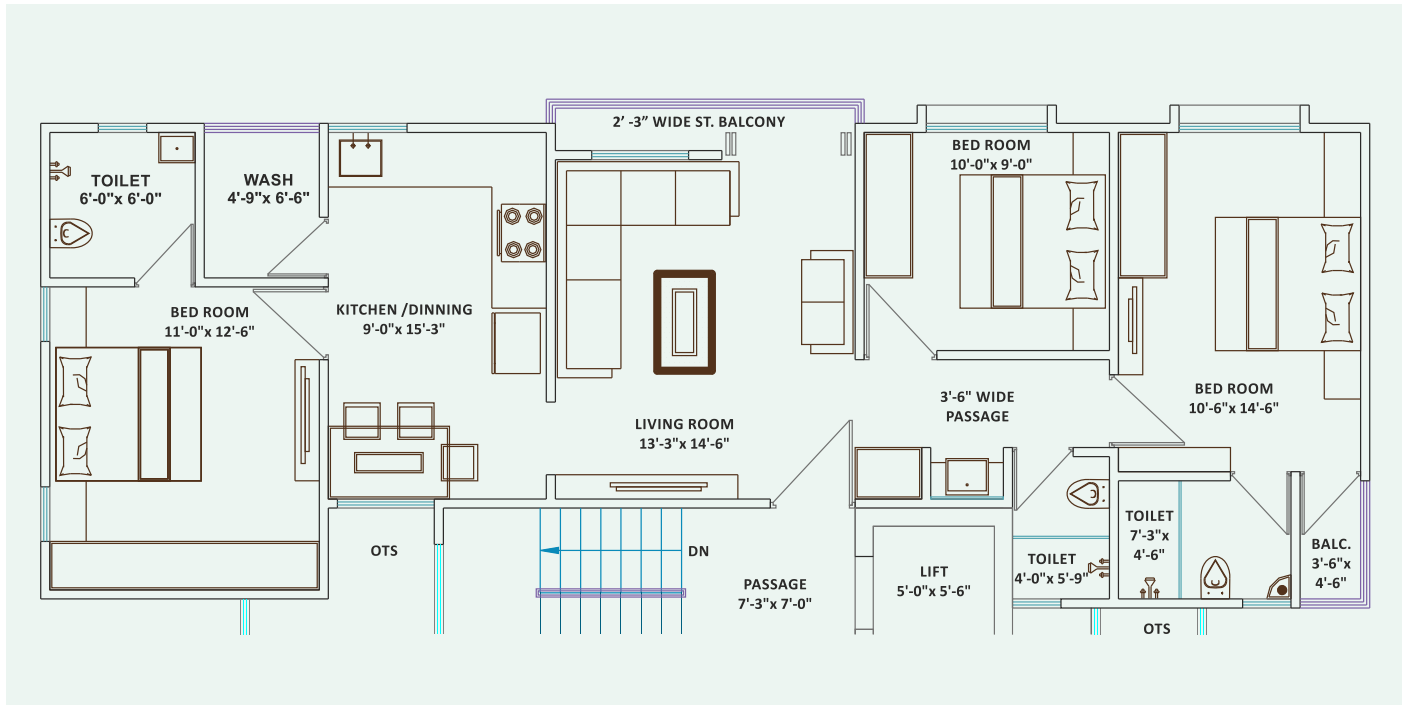 2' -3” WIDE ST. BALCONY
TOILET
6'-0"x 6'-0"
WASH
4'-9"x 6'-6"
BED ROOM
10'-0"x 9'-0"
BED ROOM
11'-0"x 12'-6"
KITCHEN /DINNING
9'-0"x 15'-3"
LIVING ROOM
13'-3"x 14'-6"
3'-6" WIDE
PASSAGE
BED ROOM
10'-6"x 14'-6"
OTS
DN
PASSAGE
7'-3"x 7'-0"
LIFT
5'-0"x 5'-6"
TOILET
4'-0"x 5'-9"
TOILET
7'-3"x
4'-6"
BALC.
3'-6"x
4'-6"
OTS